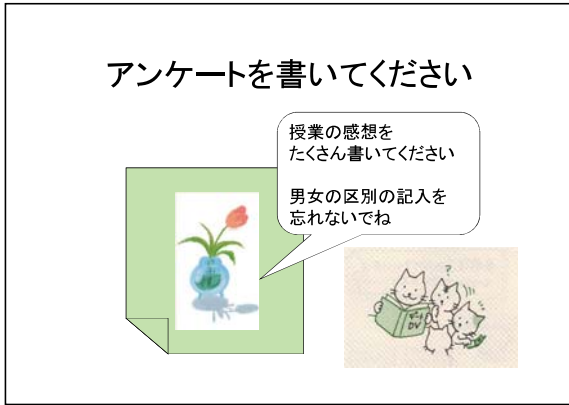 アンケートを書いてください
授業の感想を
たくさん書いてください
男女の区別の記入を
忘れないでね
?
DV